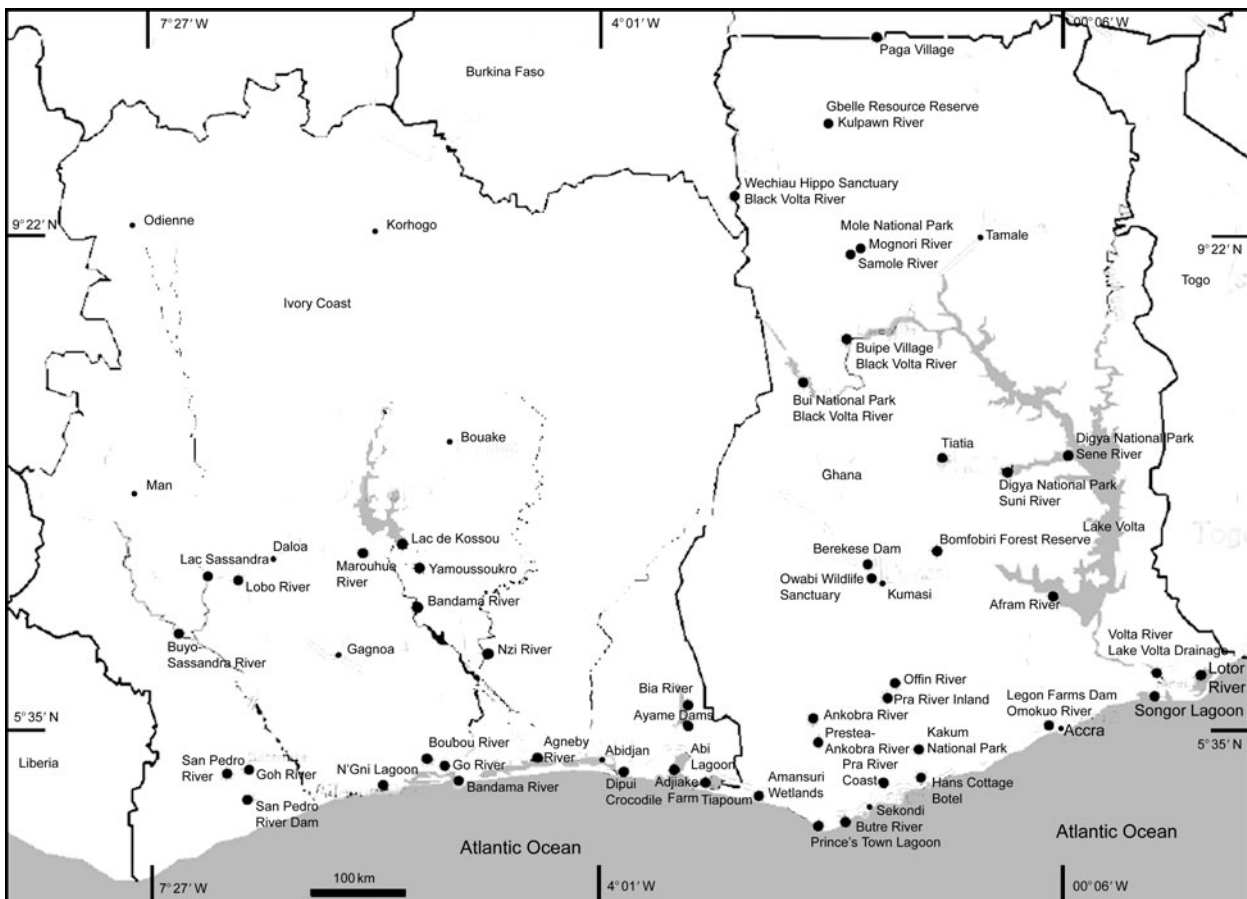 7°27′ W
4°01′ W
00°06′ W
Paga Village
Burkina Faso
Gbelle Resource Reserve
Kulpawn River
Wechiau Hippo Sanctuary
Black Volta River
9°22′ N
Odienne
Korhogo
Mole National Park
Mognori River
Samole River
Tamale
9°22′ N
Togo
Ivory Coast
Buipe Village
Black Volta River
Bui National Park
Black Volta River
Bouake
Tiatia
Digya National Park
Sene River
Ghana
Digya National Park
Suni River
Man
Lake Volta
Lac de Kossou
Daloa
Lac Sassandra
Lobo River
Marouhue
River
Yamoussoukro
Berekese Dam
Bomfobiri Forest Reserve
Owabi Wildlife
Sanctuary
Kumasi
Afram River
Bandama River
Buyo-
Sassandra River
Gagnoa
Nzi River
Volta River
Lake Volta Drainage
Lotor
River
Offin River
Pra River Inland
Bia River
Ayame Dams
Legon Farms Dam
Omokuo River
Songor Lagoon
Accra
5°35′ N
Ankobra River
Prestea-
Ankobra River
Kakum
National Park
5°35′ N
Liberia
San Pedro
River
Goh River
N'Gni Lagoon
Boubou River
Go River
Bandama River
Agneby
River
Abidjan
Dipui
Crocodile
Abi
Lagoon
Adjiake
Farm
Tiapoum
Amansuri
Wetlands
Pra River
Coast
Hans Cottage
Botel
San Pedro
River Dam
Sekondi
Butre River
Prince's Town Lagoon
Atlantic Ocean
Atlantic Ocean
7°27′ W
100 km
4°01′ W
00°06′ W